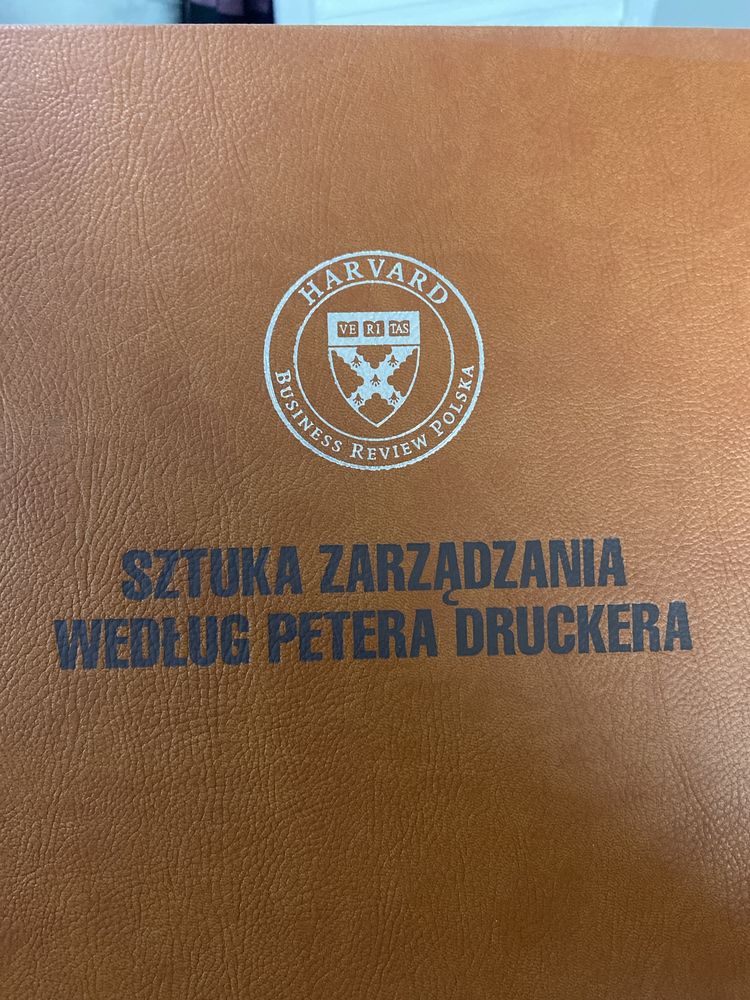 HARVARD
VE RI TAS
BUSINESS REVIEW POLSKA
SZTUKA ZARZĄDZANIA
WEDŁUG PETERA DRUCKERA